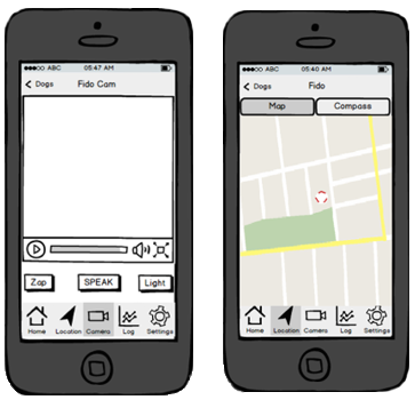 ●●●○○ ABC 05:47 AM
Dogs Fido Cam
Zap SPEAK Light
Home Location Camera Log Settings
●●●○○ ABC 05:40 AM
Dogs Fido
Map Compass
Home Location Camera Log Settings